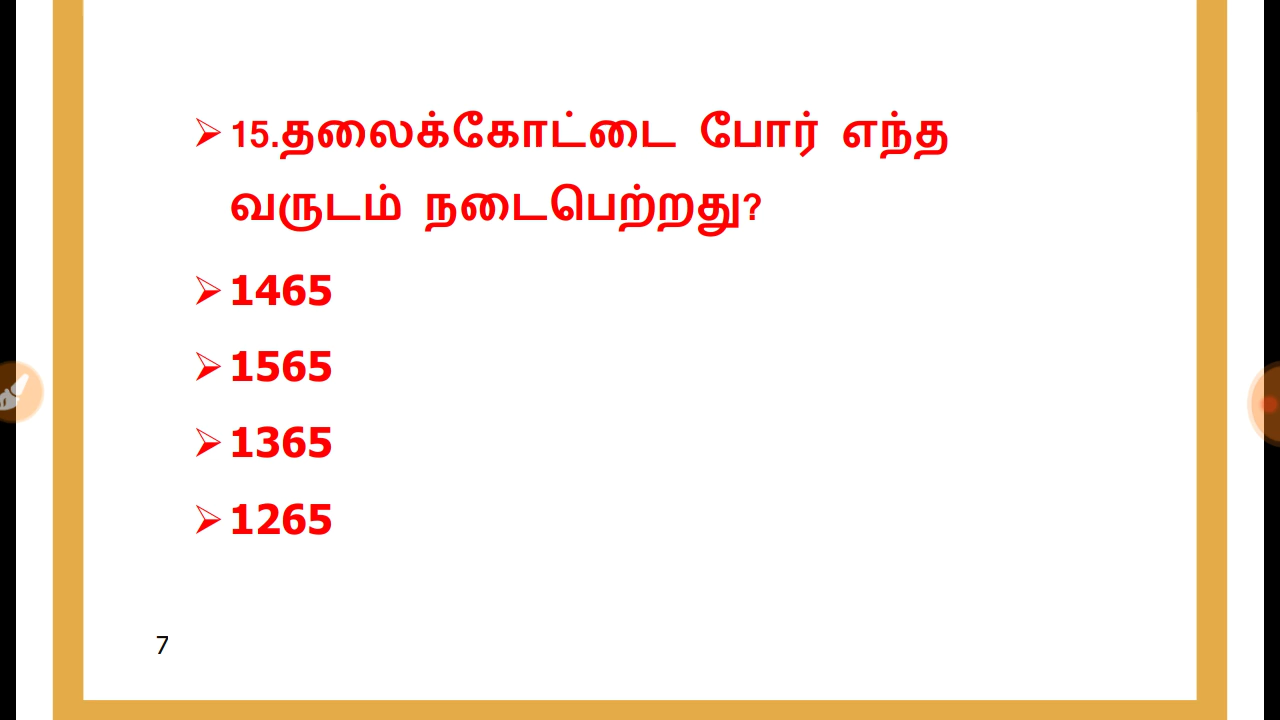 ➢ 15.தலைக்கோட்டை போர் எந்த
வருடம் நடைபெற்றது?
➢ 1465
➢ 1565
➢ 1365
➢ 1265
7